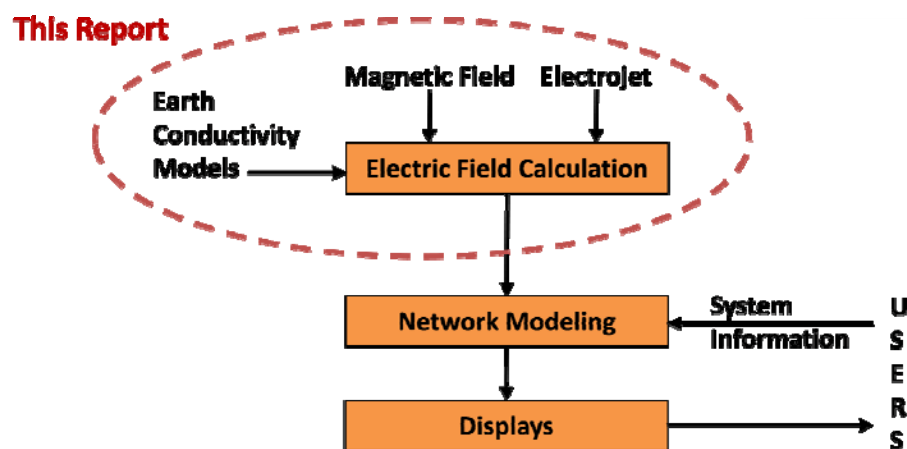 This Report
Magnetic Field
Electrojet
Earth
Conductivity
Models
Electric Field Calculation
Network Modeling
System
Information
Displays
U
S
E
R
S